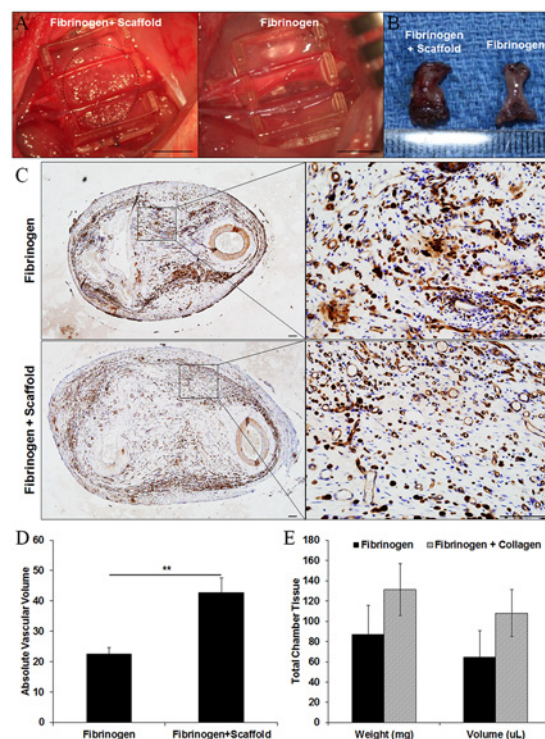 A
Fibrinogen+ Scaffold
Fibrinogen
B
Fibrinogen
+ Scaffold
Fibrinogen
C
Fibrinogen
Fibrinogen + Scaffold
D
Absolute Vascular Volume
60
50
40
30
20
10
0
**
Fibrinogen
Fibrinogen+Scaffold
E
Total Chamber Tissue
180
160
140
120
100
80
60
40
20
0
Fibrinogen
Fibrinogen + Collagen
Weight (mg)
Volume (uL)